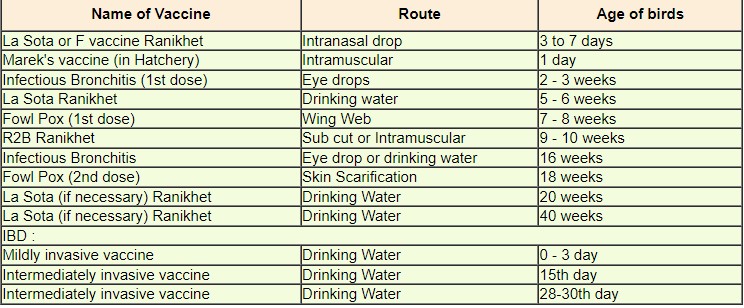 Name of Vaccine Route Age of birds
La Sota or F vaccine Ranikhet Intranasal drop 3 to 7 days
Marek's vaccine (in Hatchery) Intramuscular 1 day
Infectious Bronchitis (1st dose) Eye drops 2 - 3 weeks
La Sota Ranikhet Drinking water 5 - 6 weeks
Fowl Pox (1st dose) Wing Web 7 - 8 weeks
R2B Ranikhet Sub cut or Intramuscular 9 - 10 weeks
Infectious Bronchitis Eye drop or drinking water 16 weeks
Fowl Pox (2nd dose) Skin Scarification 18 weeks
La Sota (if necessary) Ranikhet Drinking Water 20 weeks
La Sota (if necessary) Ranikhet Drinking Water 40 weeks
IBD :
Mildly invasive vaccine Drinking Water 0 - 3 day
Intermediately invasive vaccine Drinking Water 15th day
Intermediately invasive vaccine Drinking Water 28-30th day